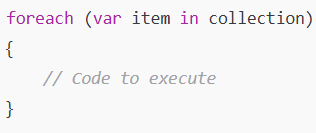 foreach (var item in collection)
{
    // Code to execute
}